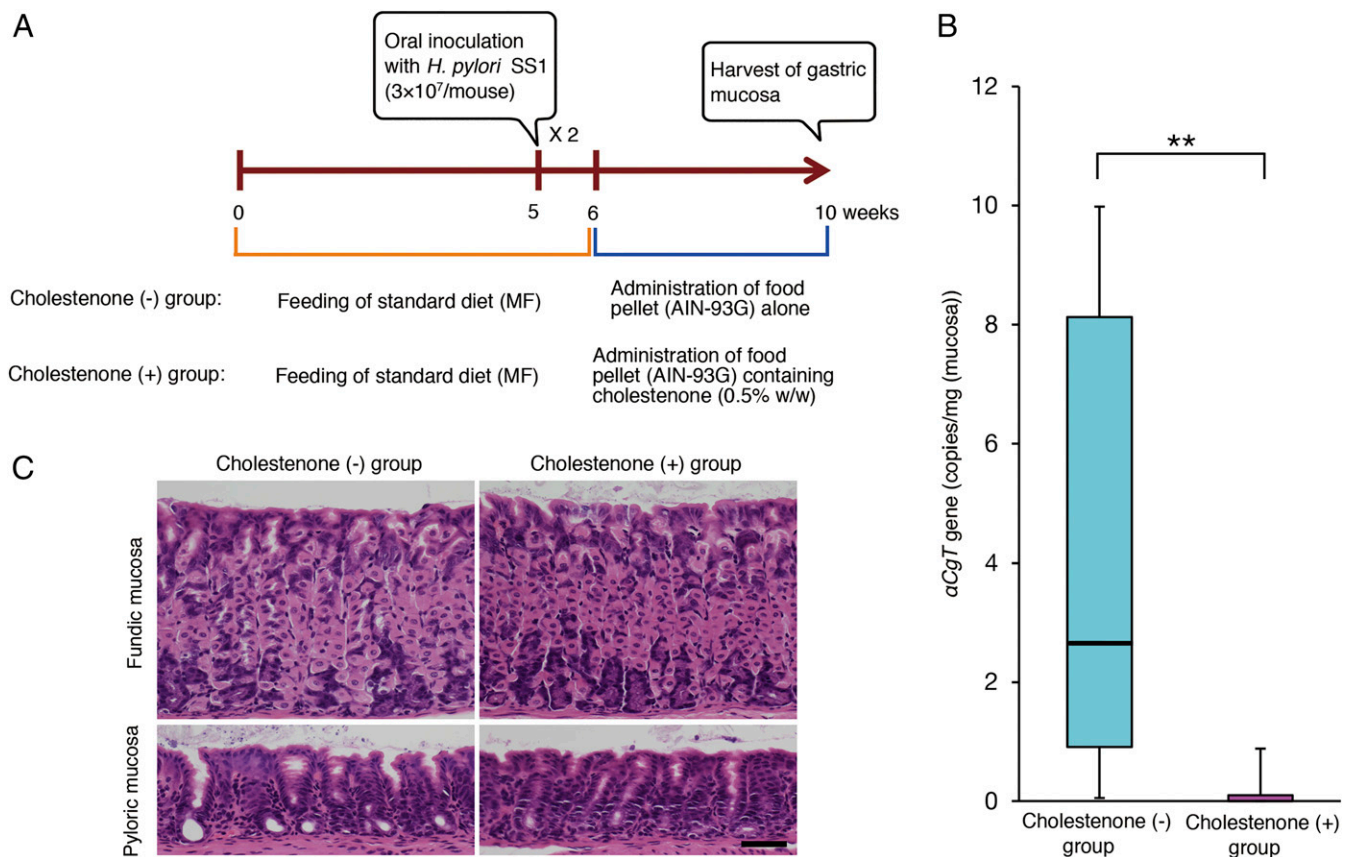 A
Oral inoculation
with H. pylori SS1
(3×10⁷/mouse)
X 2
Harvest of gastric
mucosa
0
5
6
10 weeks
Cholestenone (-) group:
Feeding of standard diet (MF)
Administration of food
pellet (AIN-93G) alone
Cholestenone (+) group:
Feeding of standard diet (MF)
Administration of food
pellet (AIN-93G) containing
cholestenone (0.5% w/w)
B
αCgT gene (copies/mg (mucosa))
12
10
8
6
4
2
0
**
Cholestenone (-)
group
Cholestenone (+)
group
C
Cholestenone (-) group
Cholestenone (+) group
Fundic mucosa
Pyloric mucosa